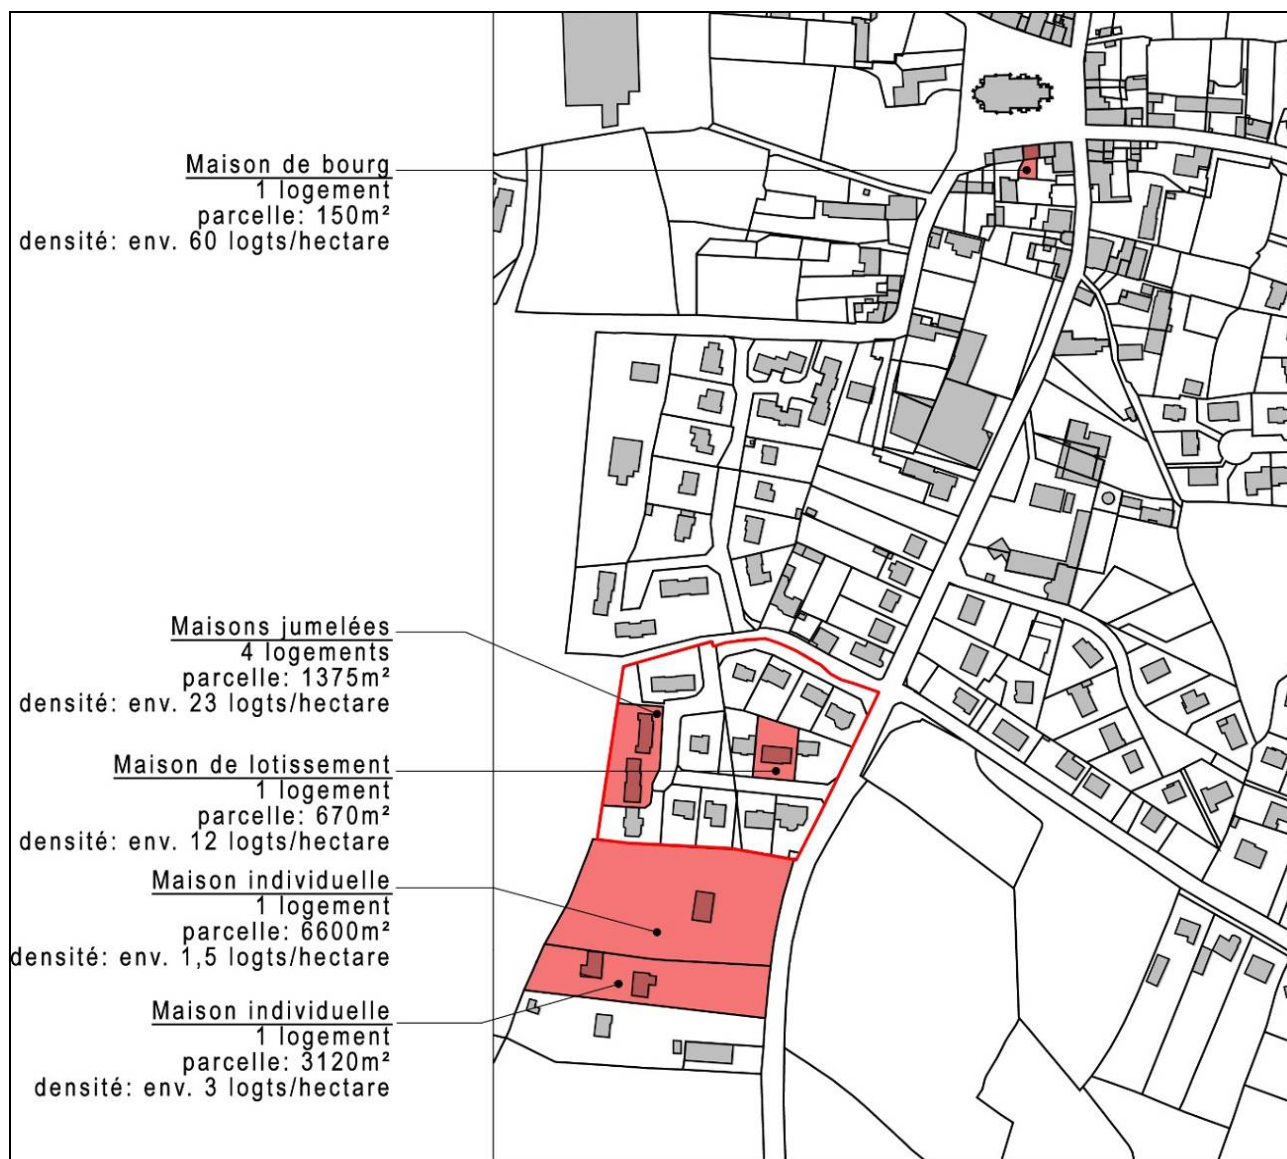 Maison de bourg
1 logement
parcelle: 150m²
densité: env. 60 logts/hectare
Maisons jumelées
4 logements
parcelle: 1375m²
densité: env. 23 logts/hectare
Maison de lotissement
1 logement
parcelle: 670m²
densité: env. 12 logts/hectare
Maison individuelle
1 logement
parcelle: 6600m²
densité: env. 1,5 logts/hectare
Maison individuelle
1 logement
parcelle: 3120m²
densité: env. 3 logts/hectare